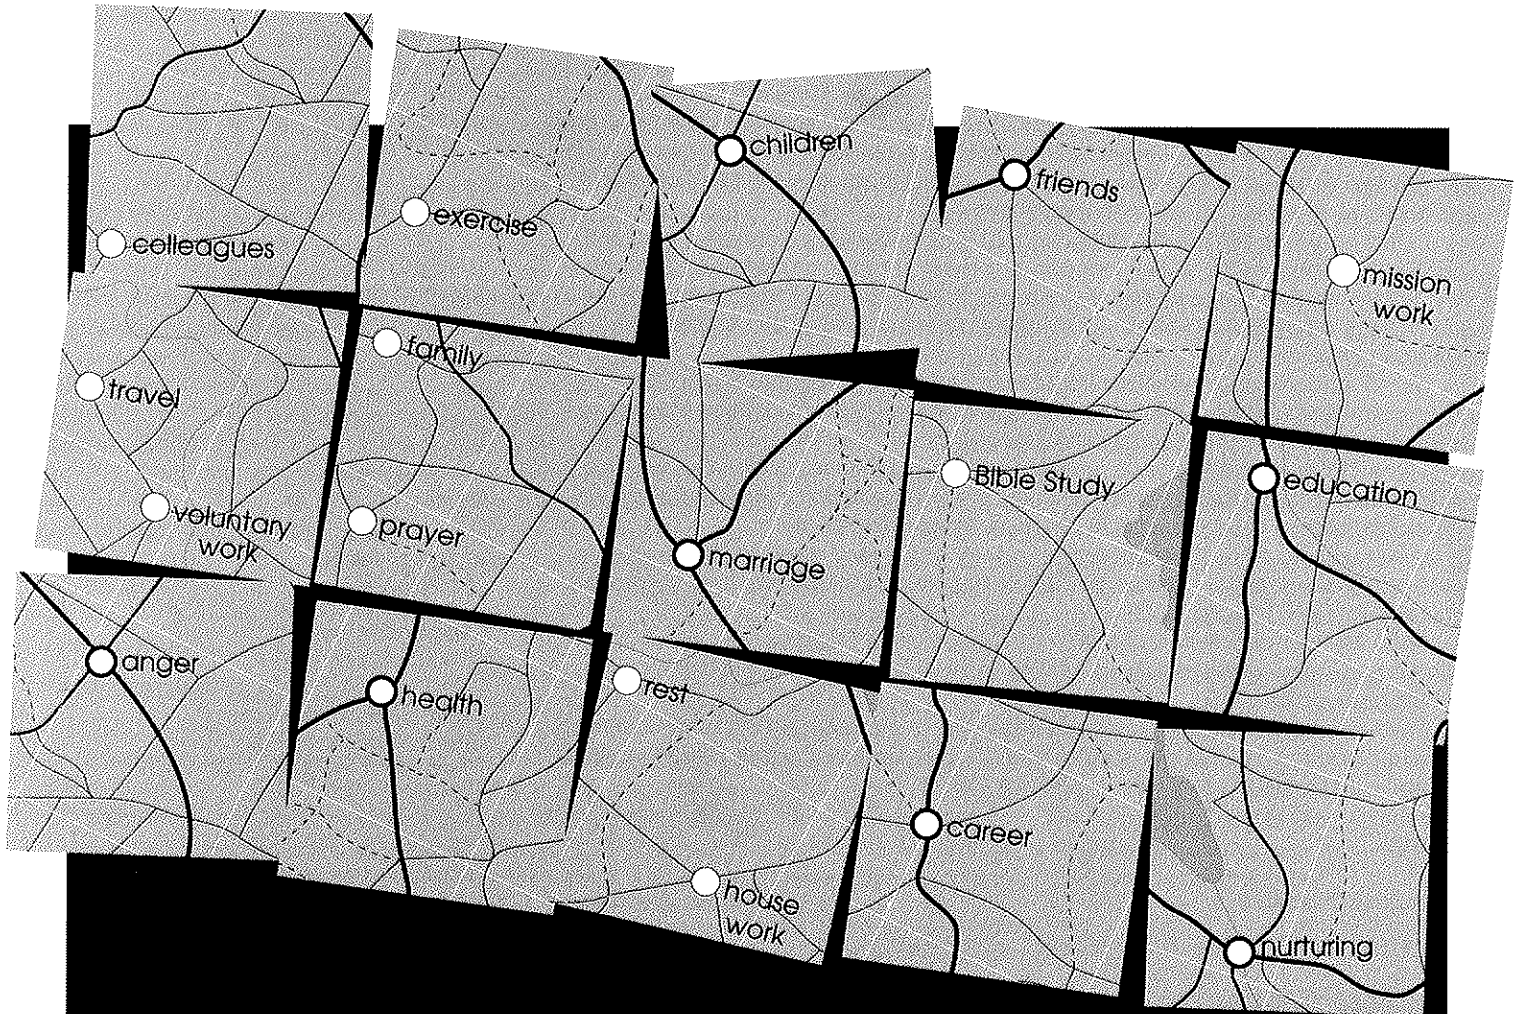 children
friends
exercise
colleagues
mission
work
family
travel
Bible Study
education
voluntary
work
prayer
marriage
anger
health
rest
career
house
work
nurturing